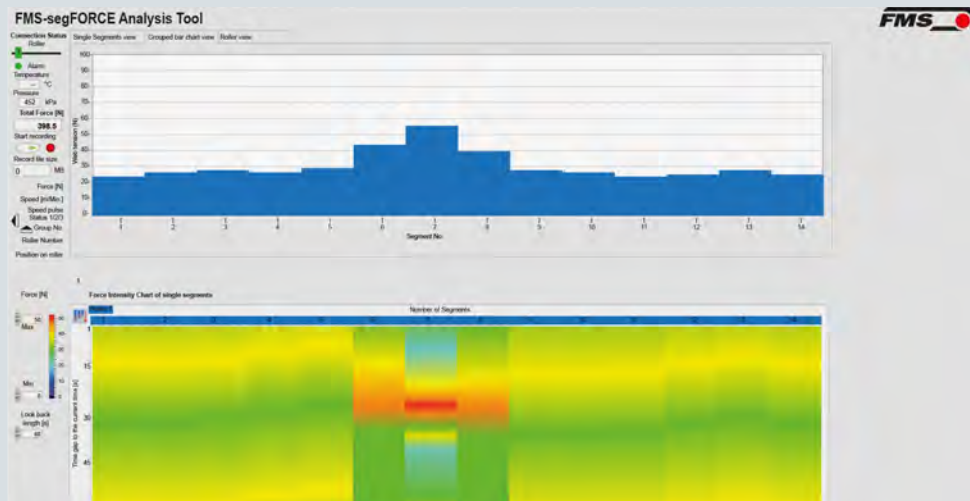 FMS-segFORCE Analysis Tool
FMS
Connection Status
Roller
Alarm
Temperature
°C
Pressure
452 kPa
Total Force [N]
398.5
Start recording
Record file size
0 MB
Force [N]
Speed [m/Min.]
Speed pulse
Status 1/2/3
Group No.
Roller Number
Position on roller
Single Segments view Grouped bar chart view Roller view
Web tension (N)
100
90
80
70
60
50
40
30
20
10
0
1 2 3 4 5 6 7 8 9 10 11 12 13 14
Segment No.
1
Force [N]
Max
50
Min
0
Look back
length [s]
60
Force Intensity Chart of single segments
Number of Segments
Time gap to the current time [s]
1
15
30
45